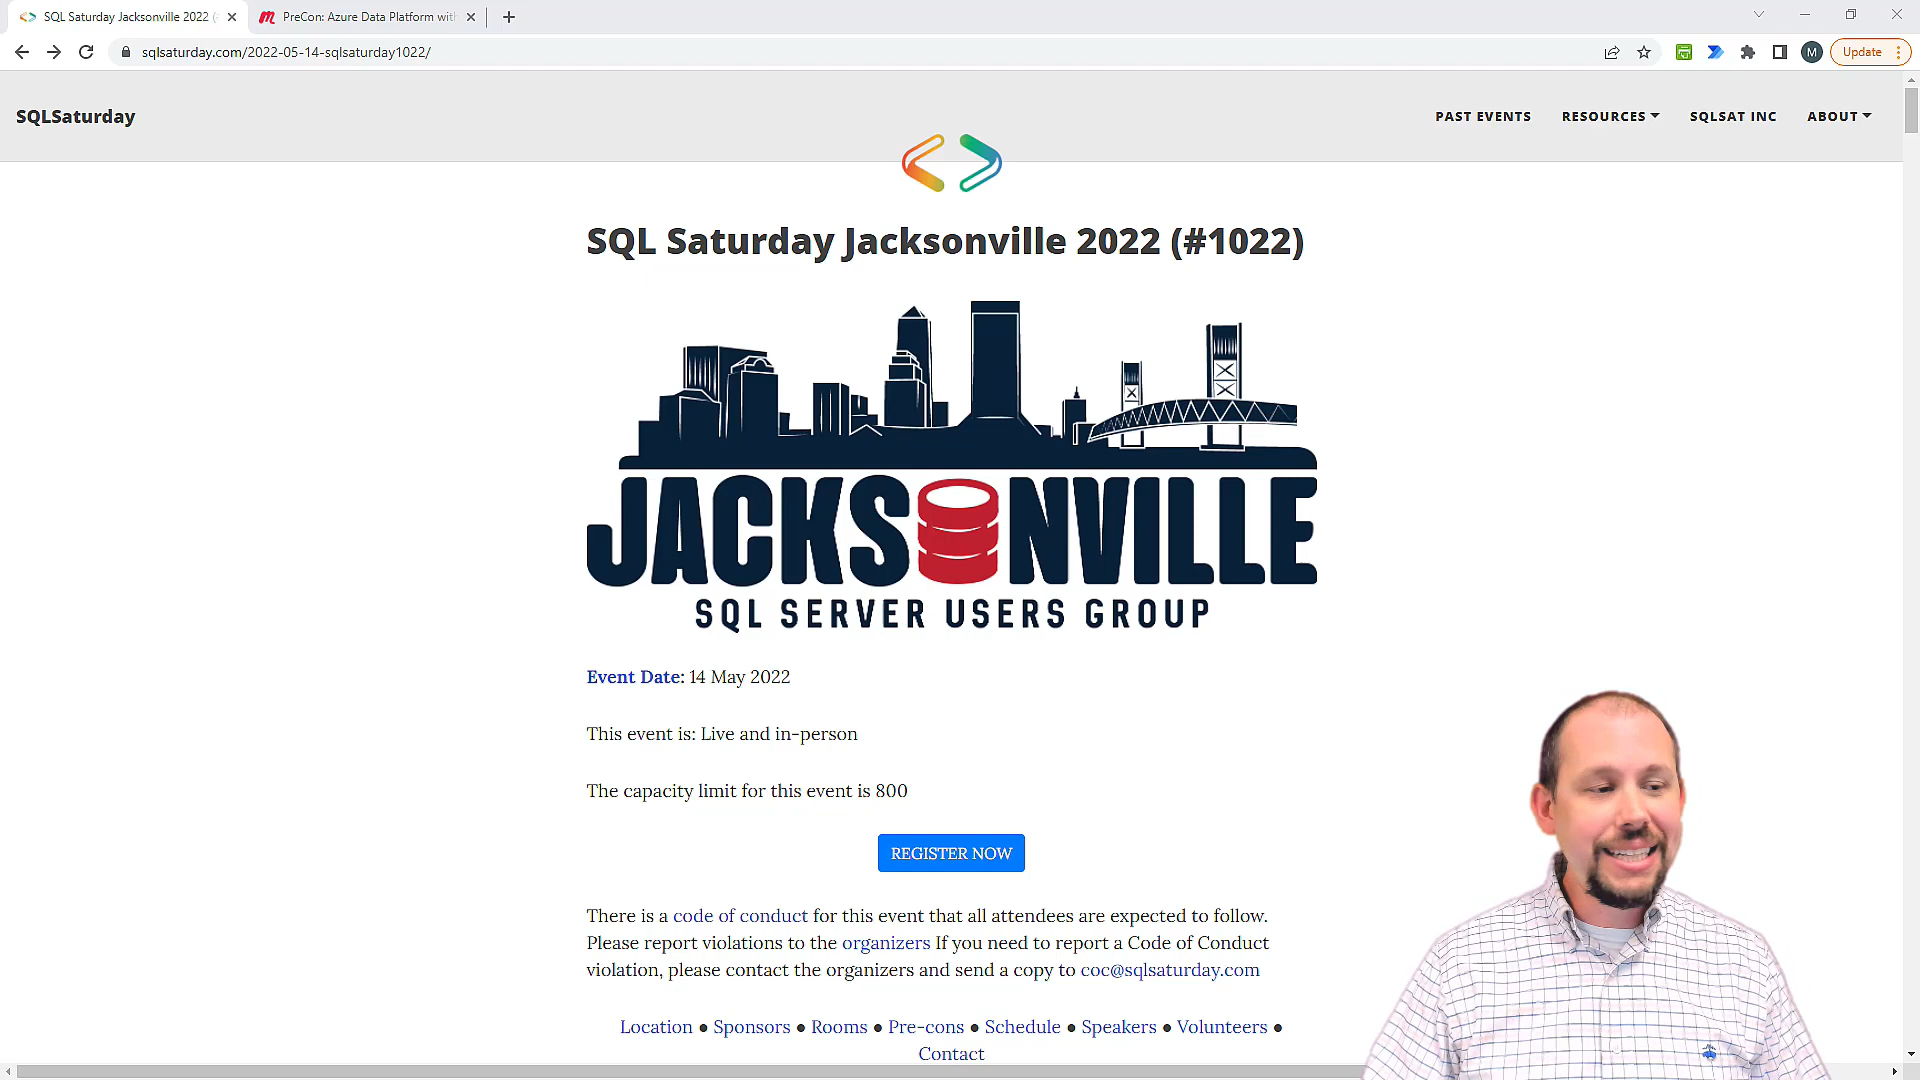 SQL Saturday Jacksonville 2022 (
PreCon: Azure Data Platform with
sqlsaturday.com/2022-05-14-sqlsaturday1022/
M
Update
SQLSaturday
PAST EVENTS
RESOURCES
SQLSAT INC
ABOUT
SQL Saturday Jacksonville 2022 (#1022)
JACKSONVILLE
SQL SERVER USERS GROUP
Event Date: 14 May 2022
This event is: Live and in-person
The capacity limit for this event is 800
REGISTER NOW
There is a code of conduct for this event that all attendees are expected to follow.
Please report violations to the organizers If you need to report a Code of Conduct
violation, please contact the organizers and send a copy to coc@sqlsaturday.com
Location ● Sponsors ● Rooms ● Pre-cons ● Schedule ● Speakers ● Volunteers ●
Contact